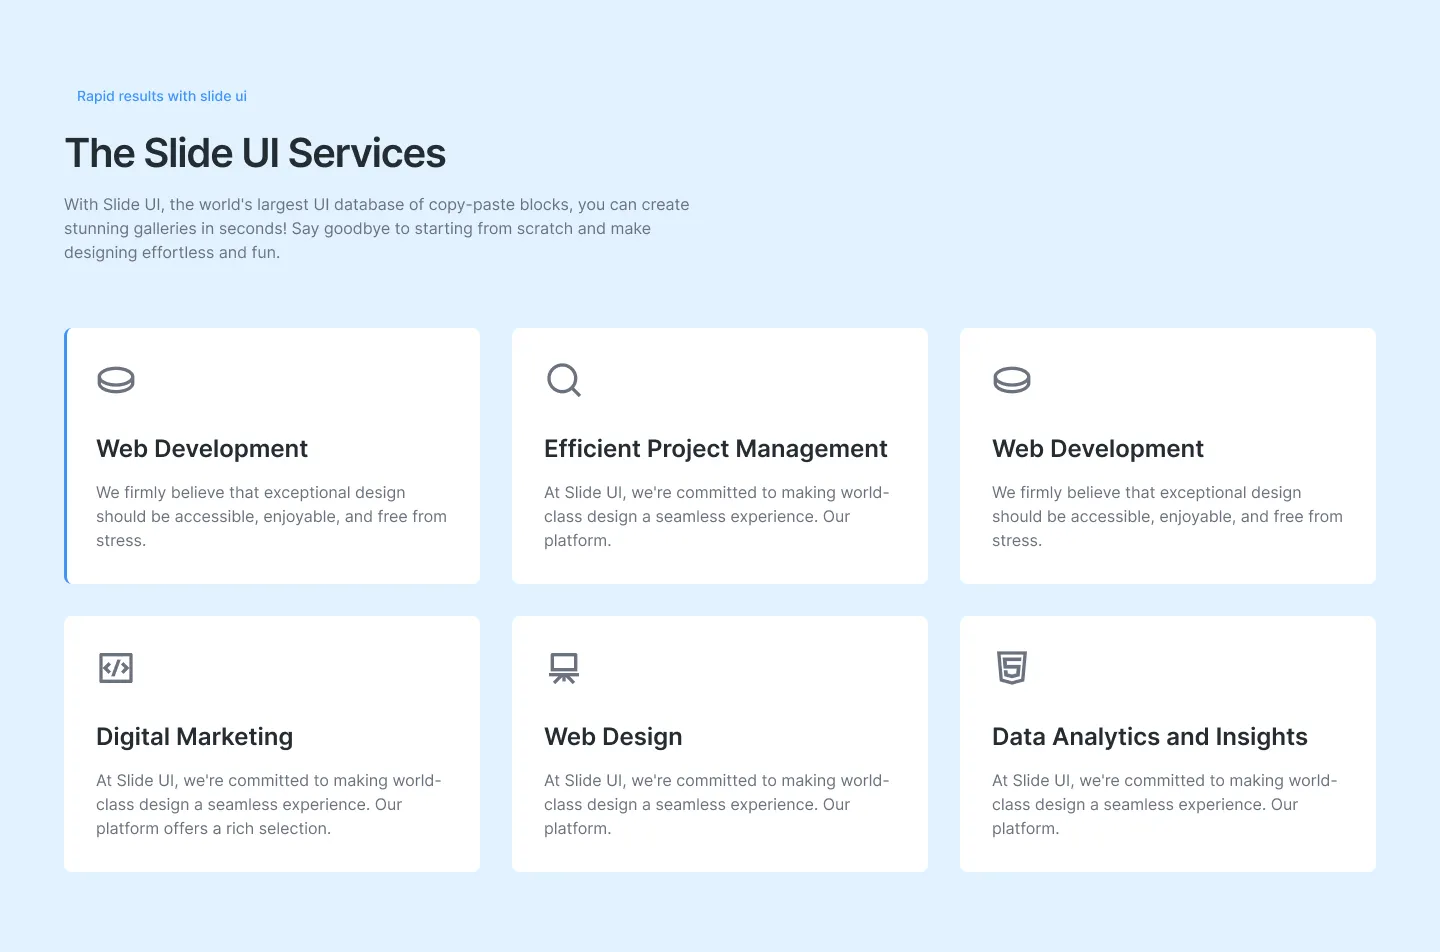 Rapid results with slide ui
The Slide UI Services
With Slide UI, the world's largest UI database of copy-paste blocks, you can create
stunning galleries in seconds! Say goodbye to starting from scratch and make
designing effortless and fun.
Web Development
We firmly believe that exceptional design
should be accessible, enjoyable, and free from
stress.
Efficient Project Management
At Slide UI, we're committed to making world-
class design a seamless experience. Our
platform.
Web Development
We firmly believe that exceptional design
should be accessible, enjoyable, and free from
stress.
Digital Marketing
At Slide UI, we're committed to making world-
class design a seamless experience. Our
platform offers a rich selection.
Web Design
At Slide UI, we're committed to making world-
class design a seamless experience. Our
platform.
Data Analytics and Insights
At Slide UI, we're committed to making world-
class design a seamless experience. Our
platform.